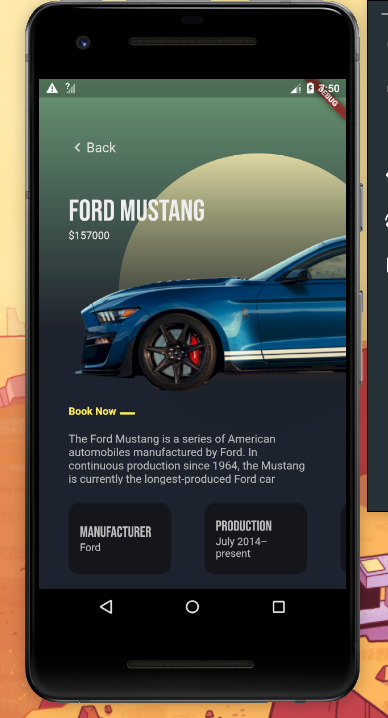 7:50
DEBUG
Back
FORD MUSTANG
$157000
Book Now
The Ford Mustang is a series of American
automobiles manufactured by Ford. In
continuous production since 1964, the Mustang
is currently the longest-produced Ford car
MANUFACTURER
Ford
PRODUCTION
July 2014–
present